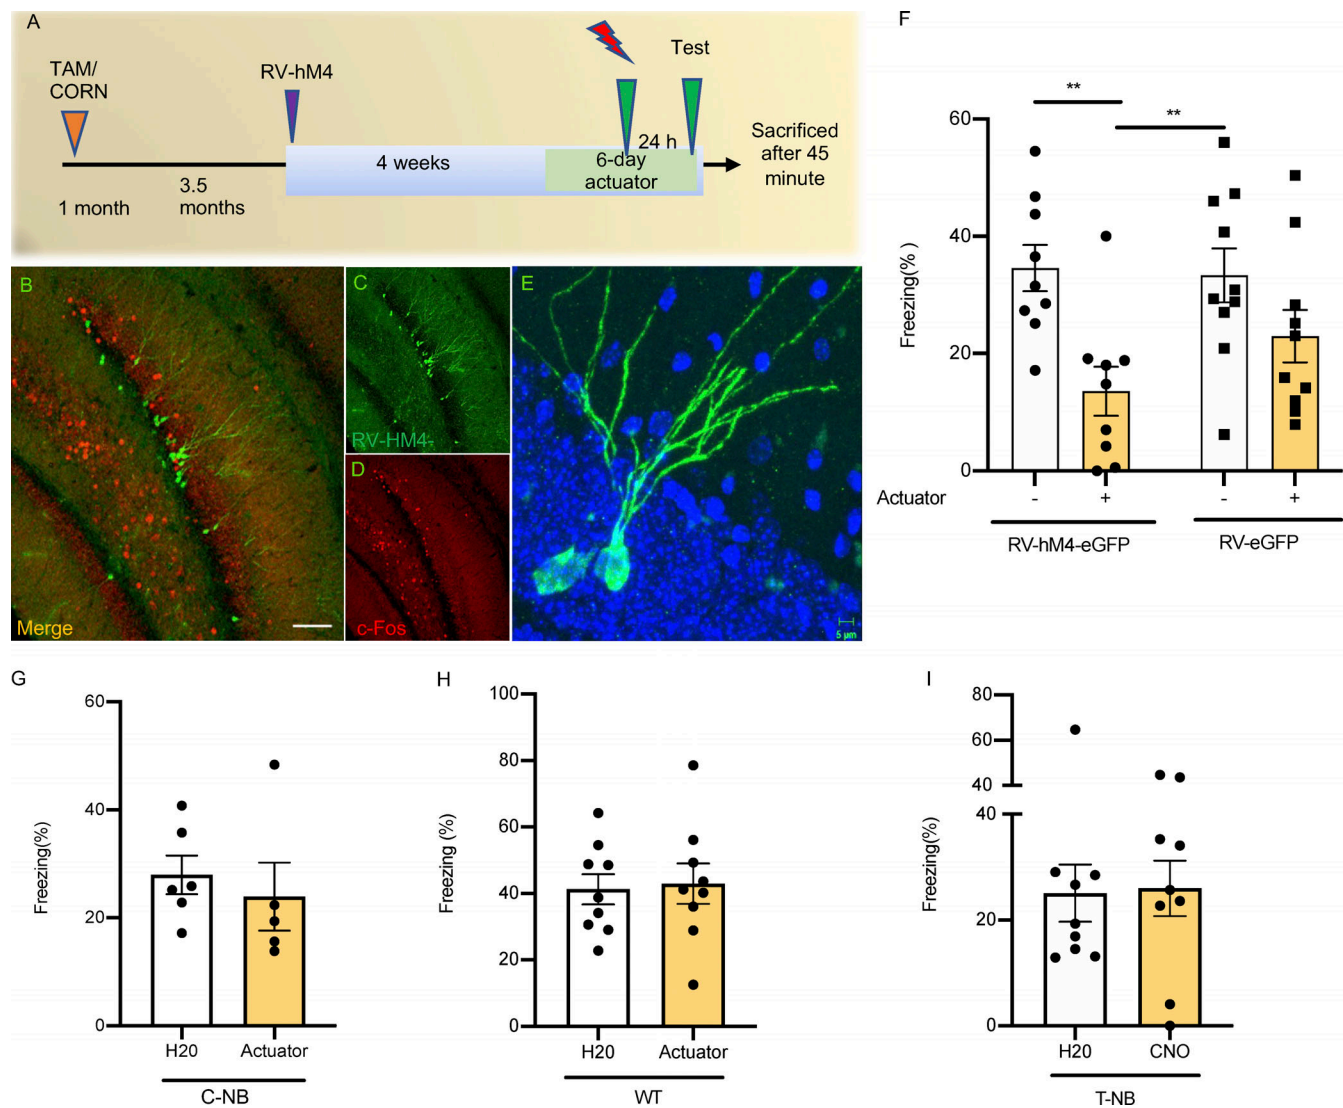 A
TAM/
CORN
RV-hM4
Test
24 h
4 weeks
6-day
actuator
Sacrificed
after 45
minute
3.5
months
1 month
B
Merge
C
RV-HM4-
D
c-Fos
E
5 µm
F
**
**
60
40
20
0
Freezing(% )
Actuator - + - +
RV-hM4-eGFP RV-eGFP
G
60
40
20
0
Freezing(%)
H20 Actuator
C-NB
H
100
80
60
40
20
0
Freezing (%)
H20 Actuator
WT
I
80
60
40
40
20
0
Freezing(%)
H20 CNO
T-NB